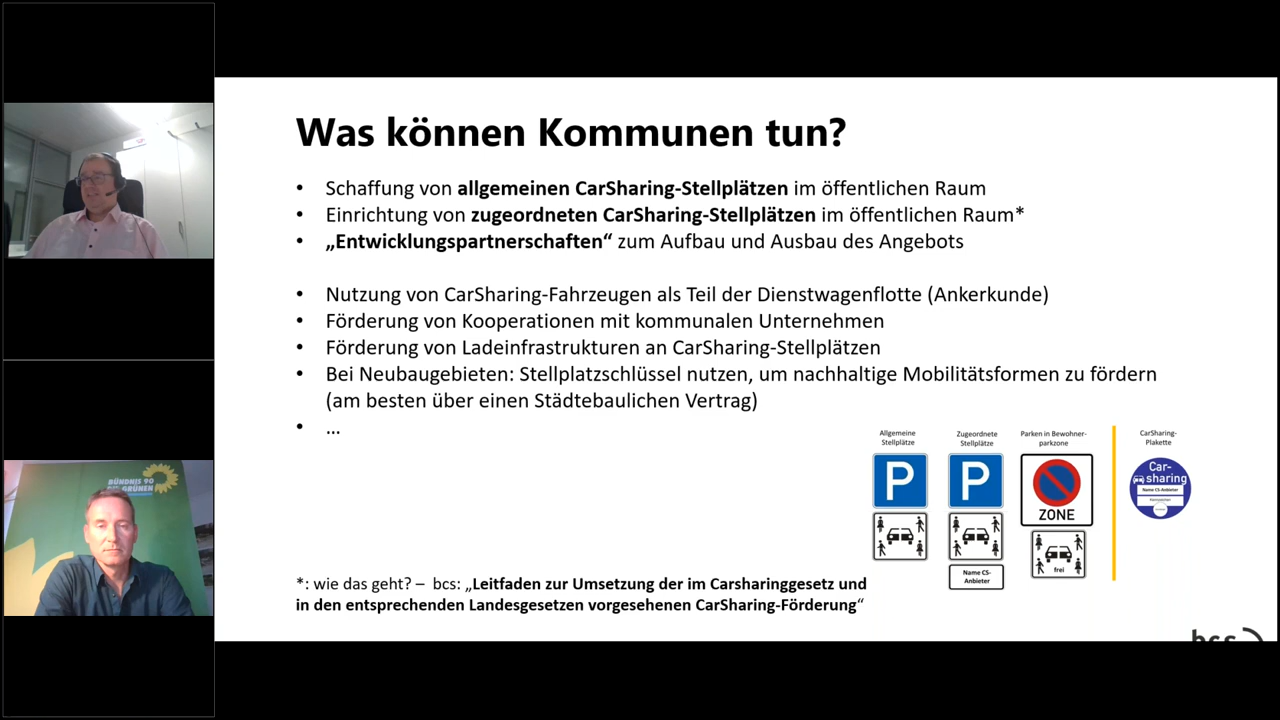 Was können Kommunen tun?
• Schaffung von allgemeinen CarSharing-Stellplätzen im öffentlichen Raum
• Einrichtung von zugeordneten CarSharing-Stellplätzen im öffentlichen Raum*
• „Entwicklungspartnerschaften“ zum Aufbau und Ausbau des Angebots
• Nutzung von CarSharing-Fahrzeugen als Teil der Dienstwagenflotte (Ankerkunde)
• Förderung von Kooperationen mit kommunalen Unternehmen
• Förderung von Ladeinfrastrukturen an CarSharing-Stellplätzen
• Bei Neubaugebieten: Stellplatzschlüssel nutzen, um nachhaltige Mobilitätsformen zu fördern
(am besten über einen Städtebaulichen Vertrag)
• ...
Allgemeine
Stellplätze
P
Zugeordnete
Stellplätze
P
Name CS-
Anbieter
Parken in Bewohner-
parkzone
ZONE
frei
CarSharing-
Plakette
Car-
sharing
Name CS-Anbieter
*: wie das geht? – bcs: „Leitfaden zur Umsetzung der im Carsharinggesetz und
in den entsprechenden Landesgesetzen vorgesehenen CarSharing-Förderung“
bcs
BÜNDNIS 90
DIE GRÜNEN